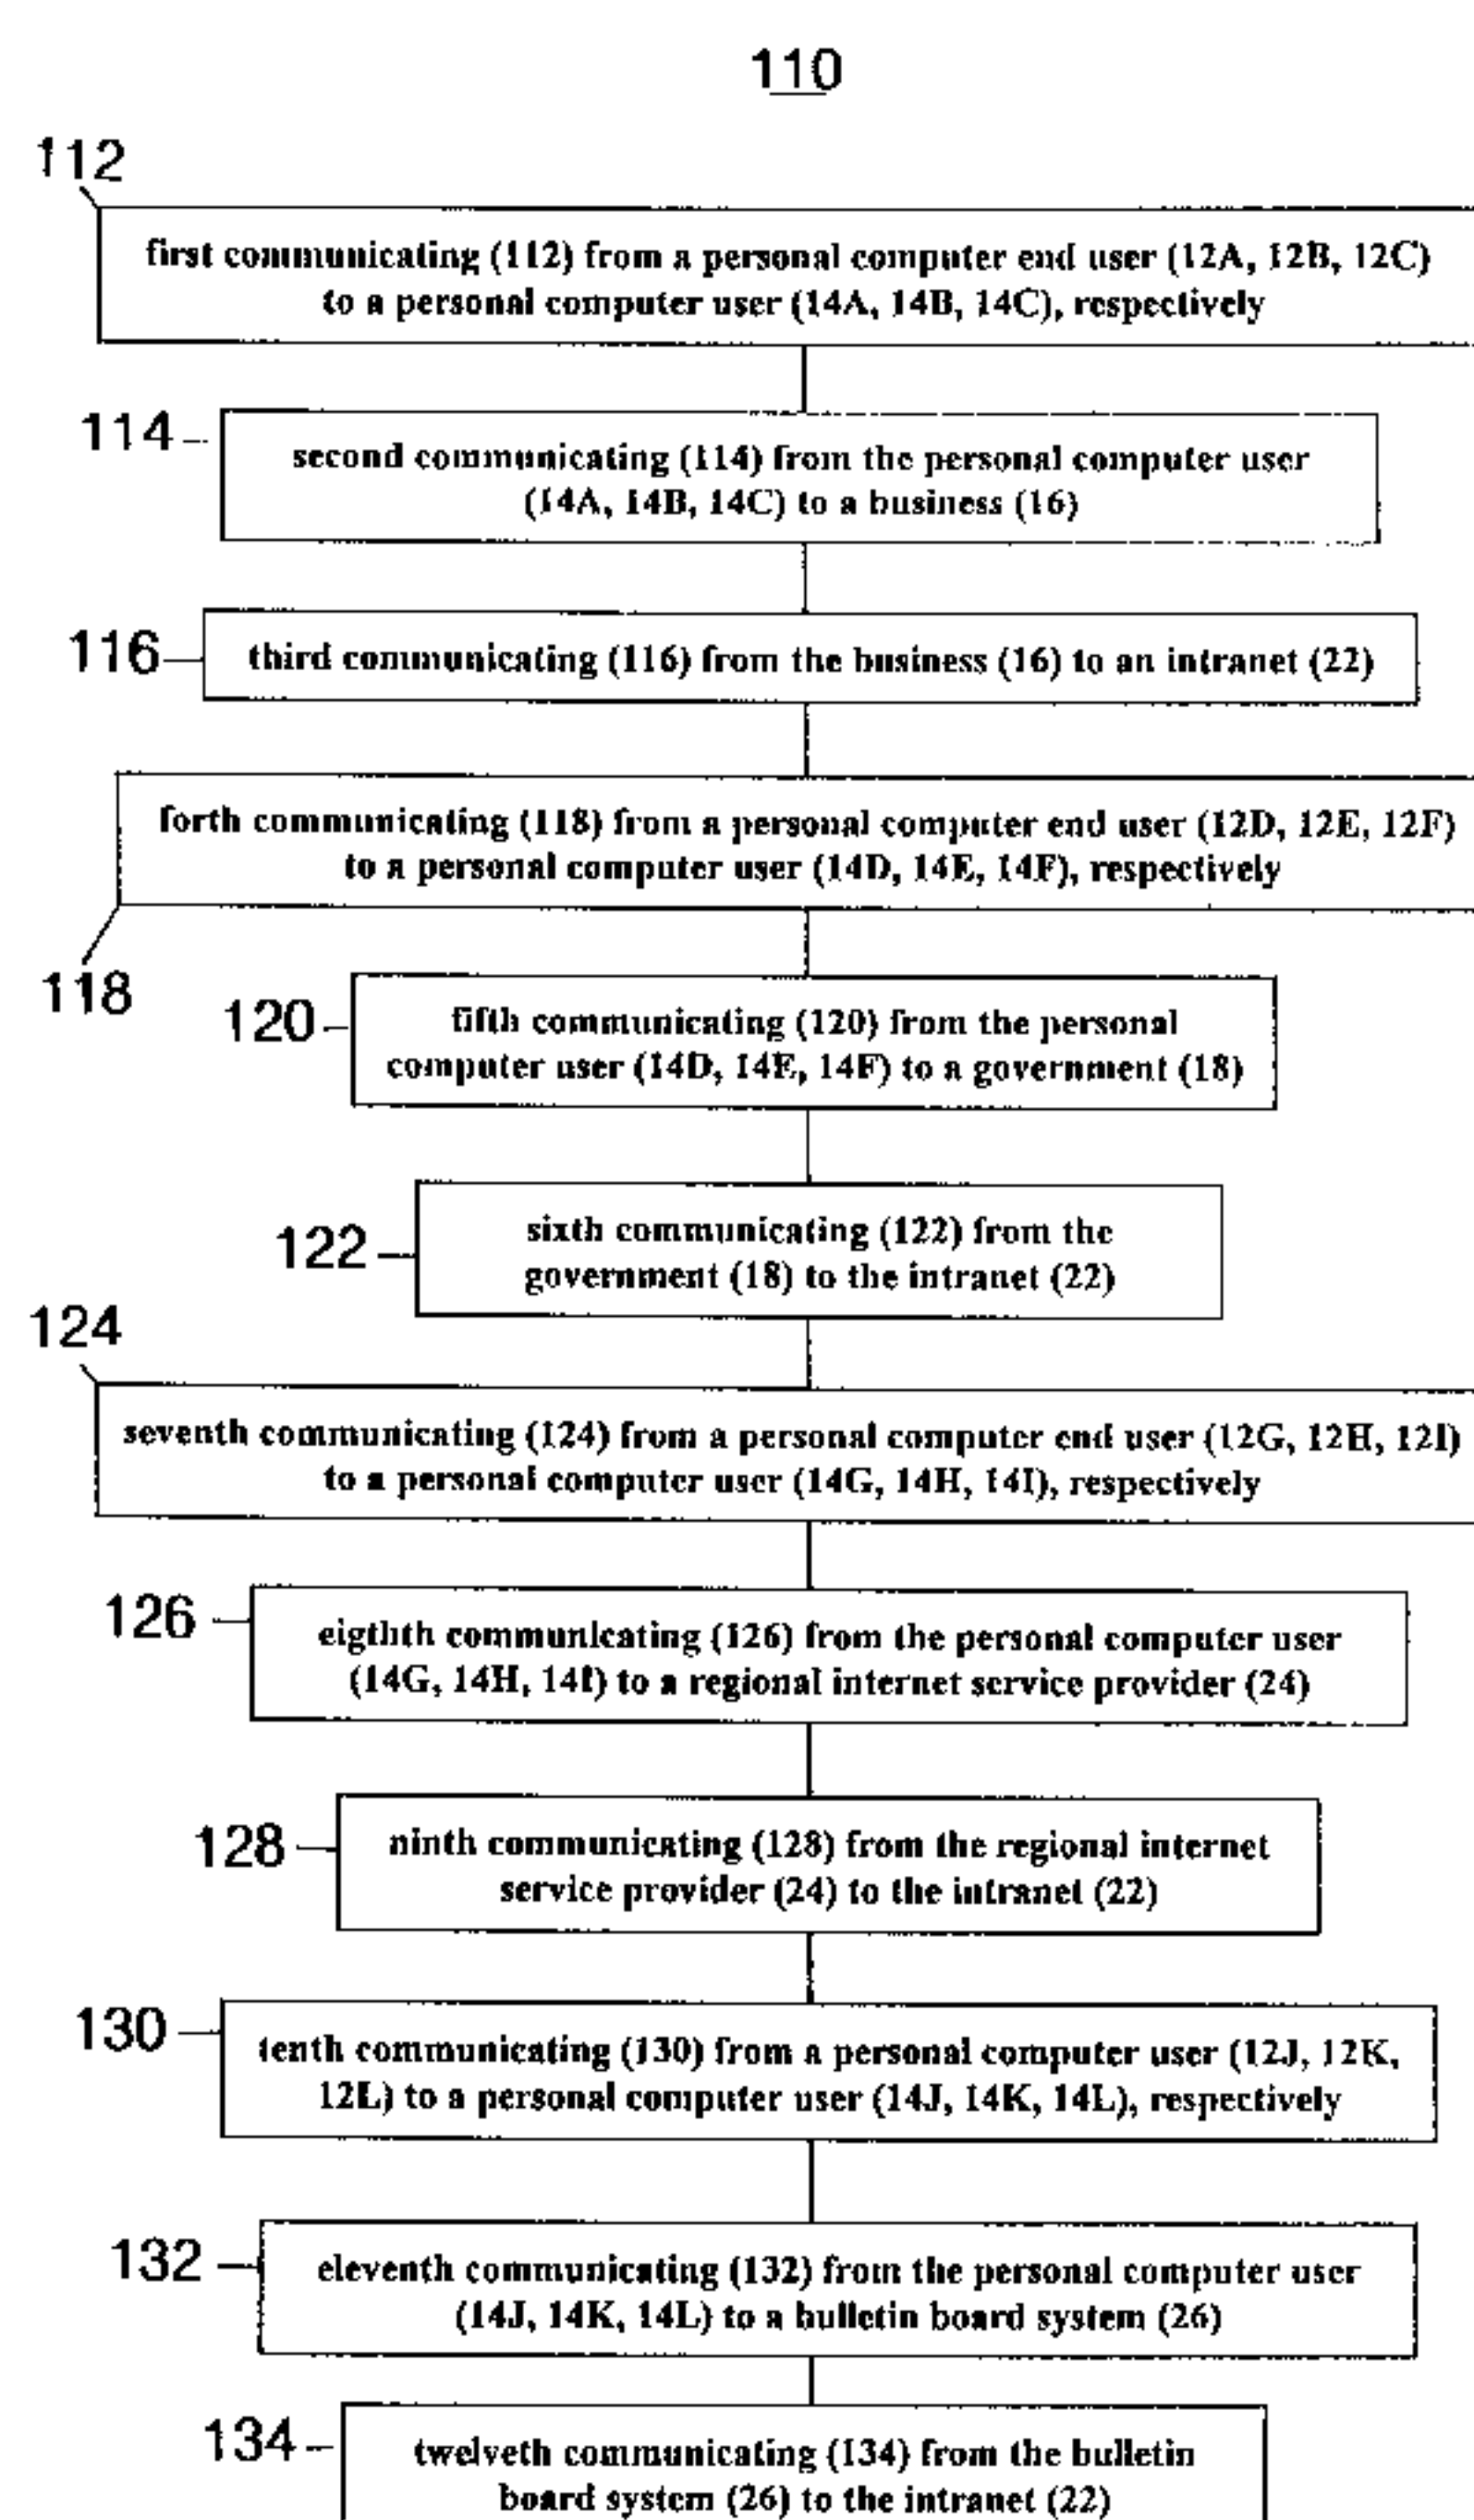 110
112
first communicating (112) from a personal computer end user (12A, 12B, 12C)
to a personal computer user (14A, 14B, 14C), respectively
114
second communicating (114) from the personal computer user
(14A, 14B, 14C) to a business (16)
116
third communicating (116) from the business (16) to an intranet (22)
forth communicating (118) from a personal computer end user (12D, 12E, 12F)
to a personal computer user (14D, 14E, 14F), respectively
118
120
fifth communicating (120) from the personal
computer user (14D, 14E, 14F) to a government (18)
122
sixth communicating (122) from the
government (18) to the intranet (22)
124
seventh communicating (124) from a personal computer end user (12G, 12H, 12I)
to a personal computer user (14G, 14H, 14I), respectively
126
eigthth communicating (126) from the personal computer user
(14G, 14H, 14I) to a regional internet service provider (24)
128
ninth communicating (128) from the regional internet
service provider (24) to the intranet (22)
130
tenth communicating (130) from a personal computer user (12J, 12K,
12L) to a personal computer user (14J, 14K, 14L), respectively
132
eleventh communicating (132) from the personal computer user
(14J, 14K, 14L) to a bulletin board system (26)
134
twelveth communicating (134) from the bulletin
board system (26) to the intranet (22)